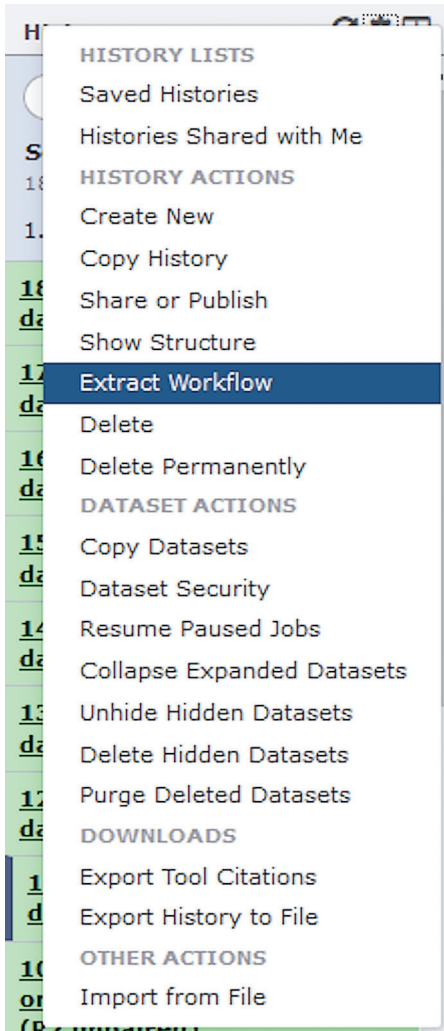 HISTORY LISTS
Saved Histories
Histories Shared with Me
HISTORY ACTIONS
Create New
Copy History
Share or Publish
Show Structure
Extract Workflow
Delete
Delete Permanently
DATASET ACTIONS
Copy Datasets
Dataset Security
Resume Paused Jobs
Collapse Expanded Datasets
Unhide Hidden Datasets
Delete Hidden Datasets
Purge Deleted Datasets
DOWNLOADS
Export Tool Citations
Export History to File
OTHER ACTIONS
Import from File